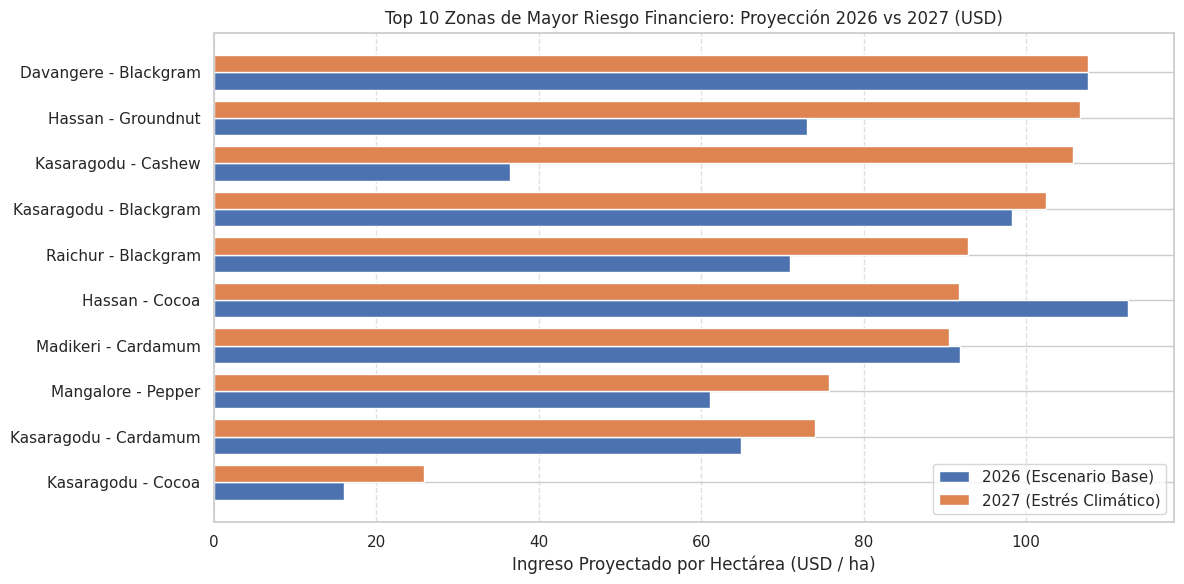 Top 10 Zonas de Mayor Riesgo Financiero: Proyección 2026 vs 2027 (USD)
Davangere - Blackgram
Hassan - Groundnut
Kasaragodu - Cashew
Kasaragodu - Blackgram
Raichur - Blackgram
Hassan - Cocoa
Madikeri - Cardamum
Mangalore - Pepper
Kasaragodu - Cardamum
Kasaragodu - Cocoa
2026 (Escenario Base)
2027 (Estrés Climático)
0 20 40 60 80 100
Ingreso Proyectado por Hectárea (USD / ha)